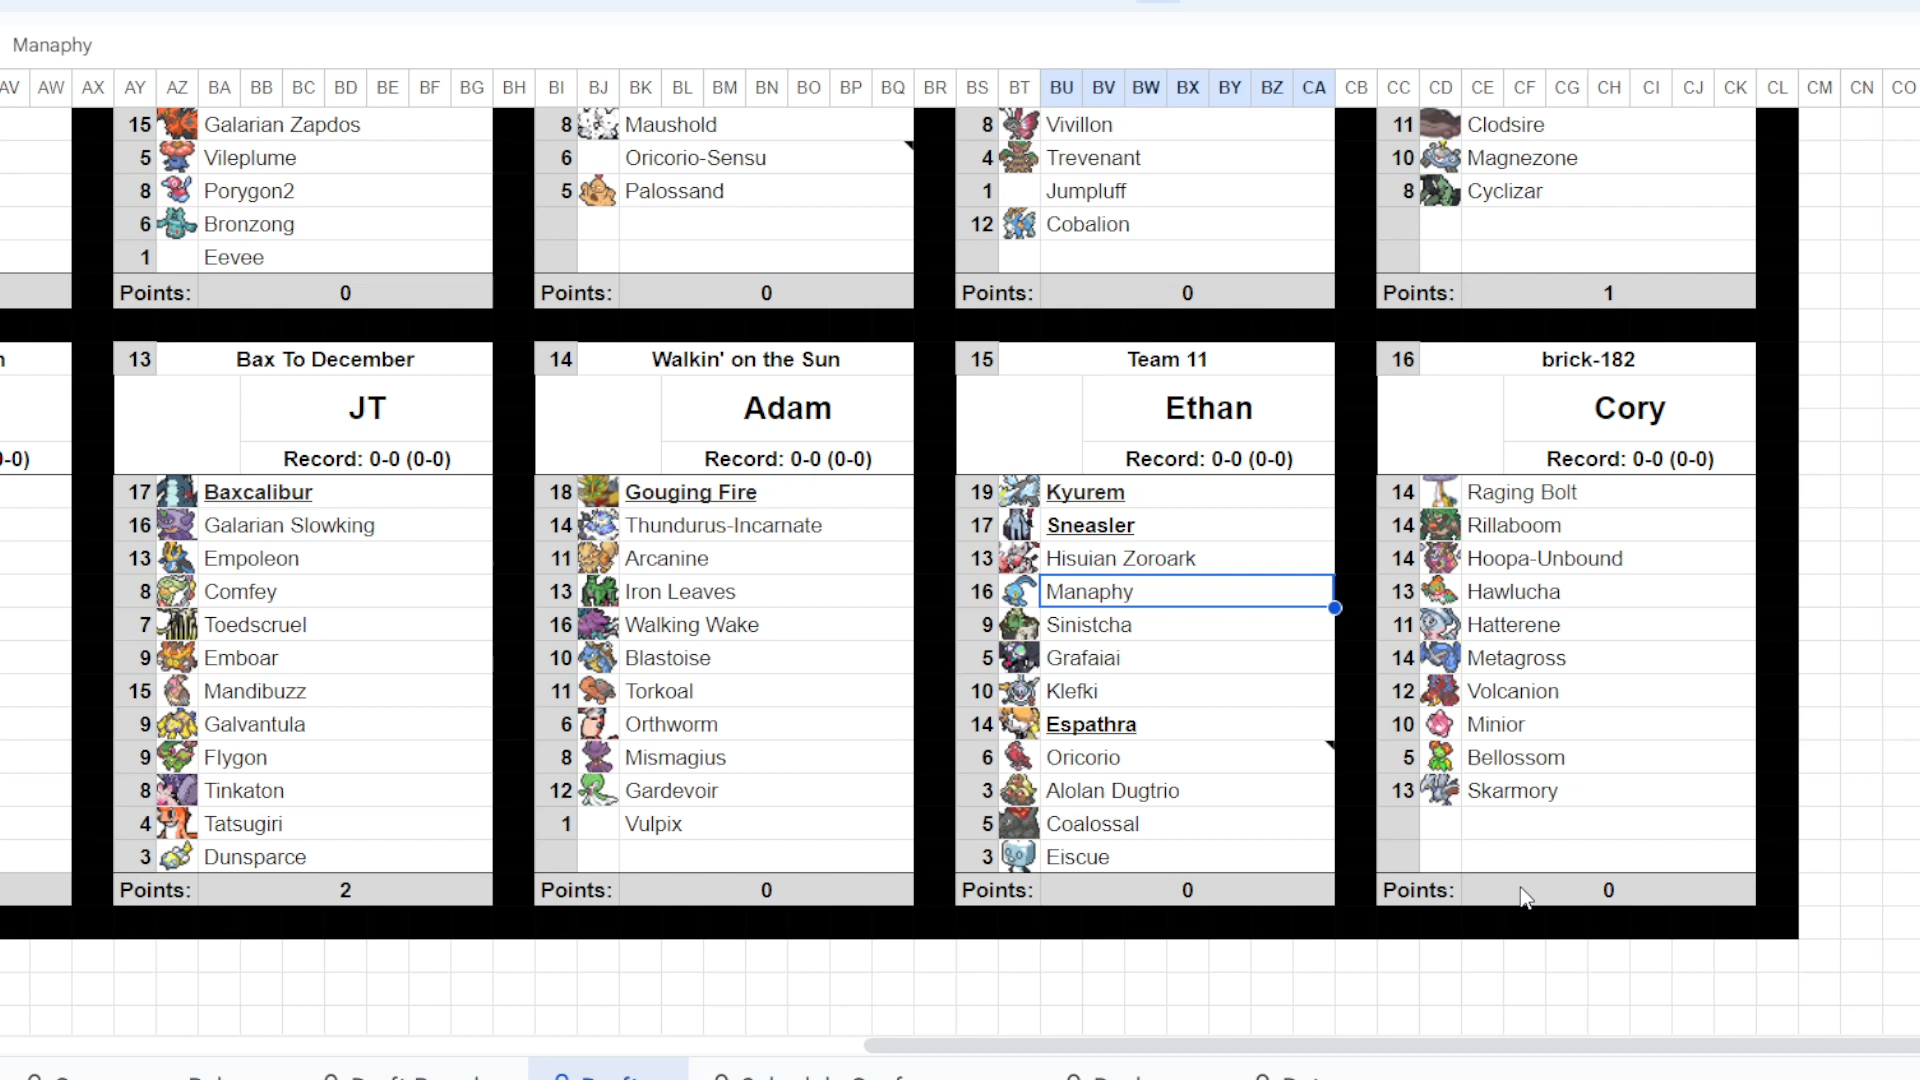 Manaphy
AV AW AX AY AZ BA BB BC BD BE BF BG BH BI BJ BK BL BM BN BO BP BQ BR BS BT BU BV BW BX BY BZ CA CB CC CD CE CF CG CH CI CJ CK CL CM CN CO
15 Galarian Zapdos 8 Maushold 8 Vivillon 11 Clodsire
5 Vileplume 6 Oricorio-Sensu 4 Trevenant 10 Magnezone
8 Porygon2 5 Palossand 1 Jumpluff 8 Cyclizar
6 Bronzong 12 Cobalion
1 Eevee
Points: 0 Points: 0 Points: 0 Points: 1
13 Bax To December 14 Walkin' on the Sun 15 Team 11 16 brick-182
JT Adam Ethan Cory
0-0) Record: 0-0 (0-0) Record: 0-0 (0-0) Record: 0-0 (0-0) Record: 0-0 (0-0)
17 Baxcalibur 18 Gouging Fire 19 Kyurem 14 Raging Bolt
16 Galarian Slowking 14 Thundurus-Incarnate 17 Sneasler 14 Rillaboom
13 Empoleon 11 Arcanine 13 Hisuian Zoroark 14 Hoopa-Unbound
8 Comfey 13 Iron Leaves 16 Manaphy 13 Hawlucha
7 Toedscruel 16 Walking Wake 9 Sinistcha 11 Hatterene
9 Emboar 10 Blastoise 5 Grafaiai 14 Metagross
15 Mandibuzz 11 Torkoal 10 Klefki 12 Volcanion
9 Galvantula 6 Orthworm 14 Espathra 10 Minior
9 Flygon 8 Mismagius 6 Oricorio 5 Bellossom
8 Tinkaton 12 Gardevoir 3 Alolan Dugtrio 13 Skarmory
4 Tatsugiri 1 Vulpix 5 Coalossal
3 Dunsparce 3 Eiscue
Points: 2 Points: 0 Points: 0 Points: 0